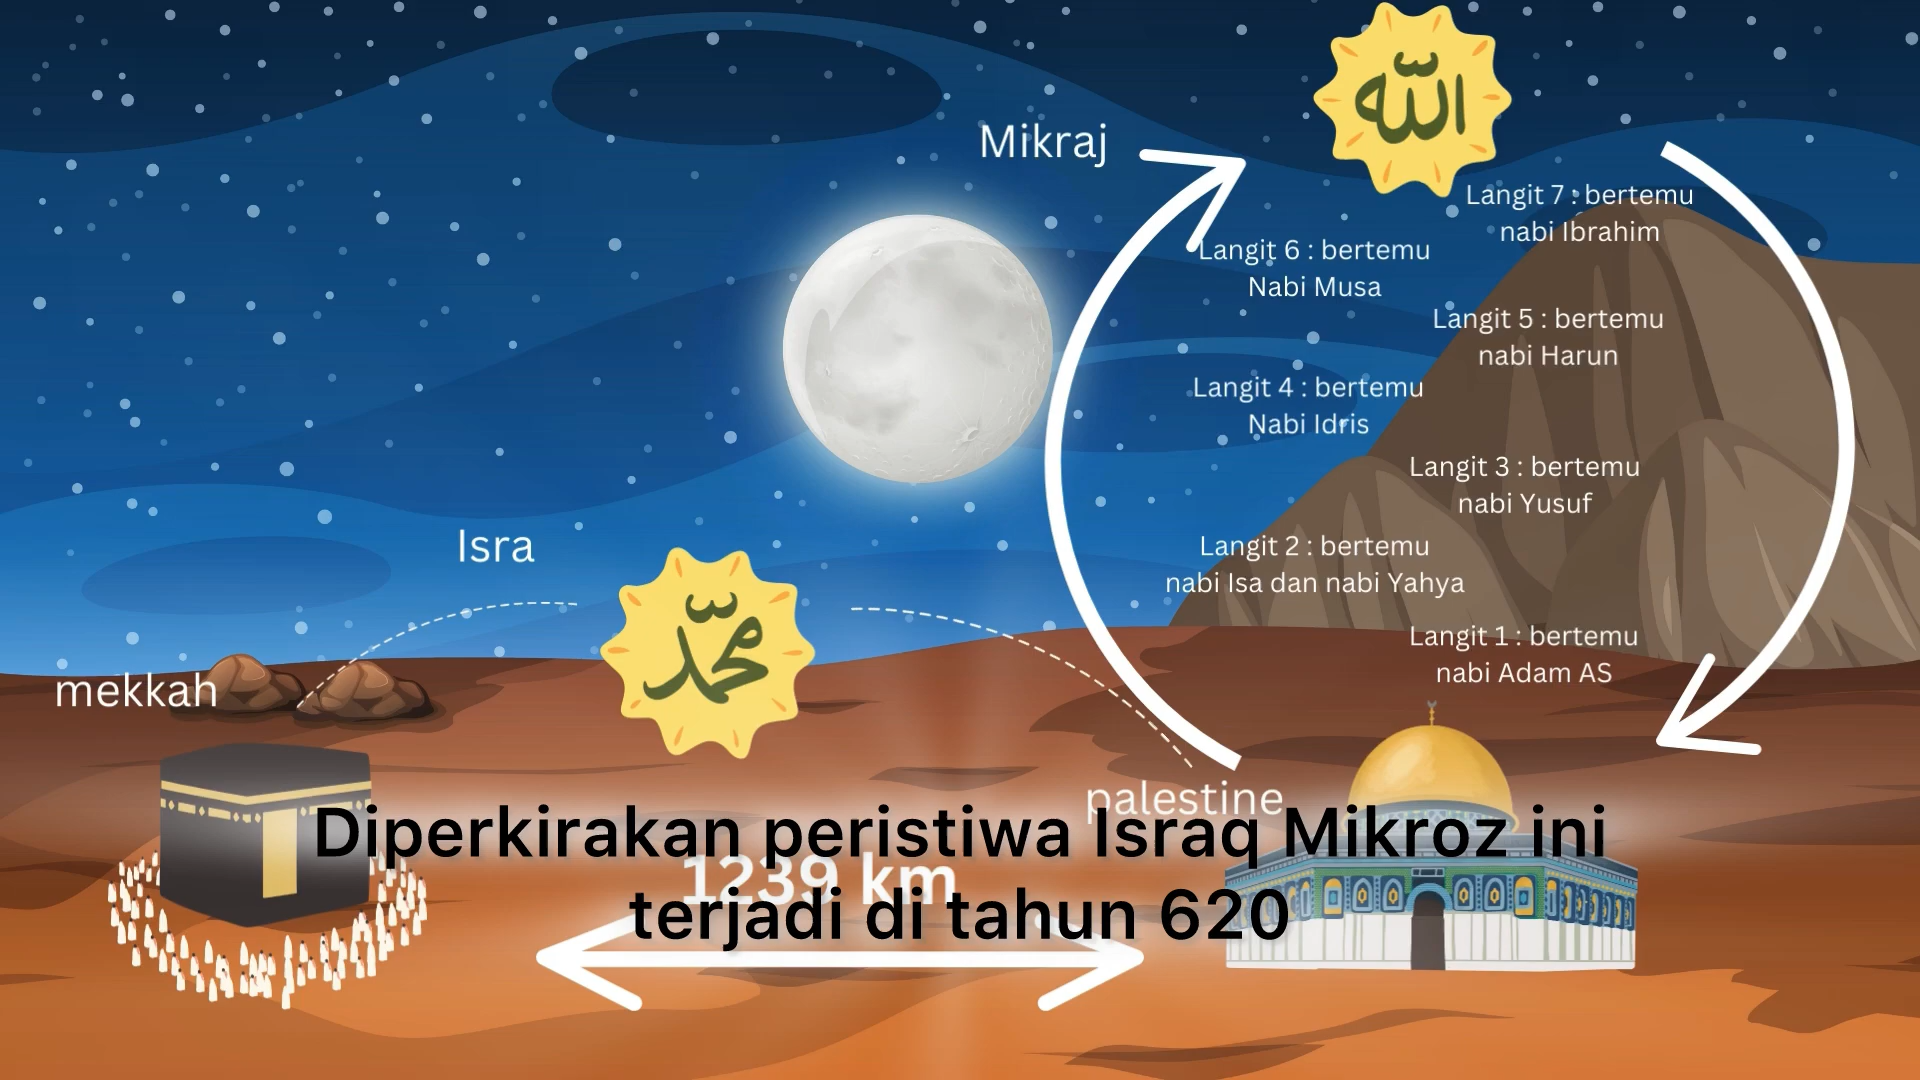 الله
Mikraj
Langit 7 : bertemu
nabi Ibrahim
Langit 6 : bertemu
Nabi Musa
Langit 5 : bertemu
nabi Harun
Langit 4 : bertemu
Nabi Idris
Langit 3 : bertemu
nabi Yusuf
Langit 2 : bertemu
nabi Isa dan nabi Yahya
Langit 1 : bertemu
nabi Adam AS
Isra
محمد
mekkah
palestine
1239 km
Diperkirakan peristiwa Israq Mikroz ini
terjadi di tahun 620